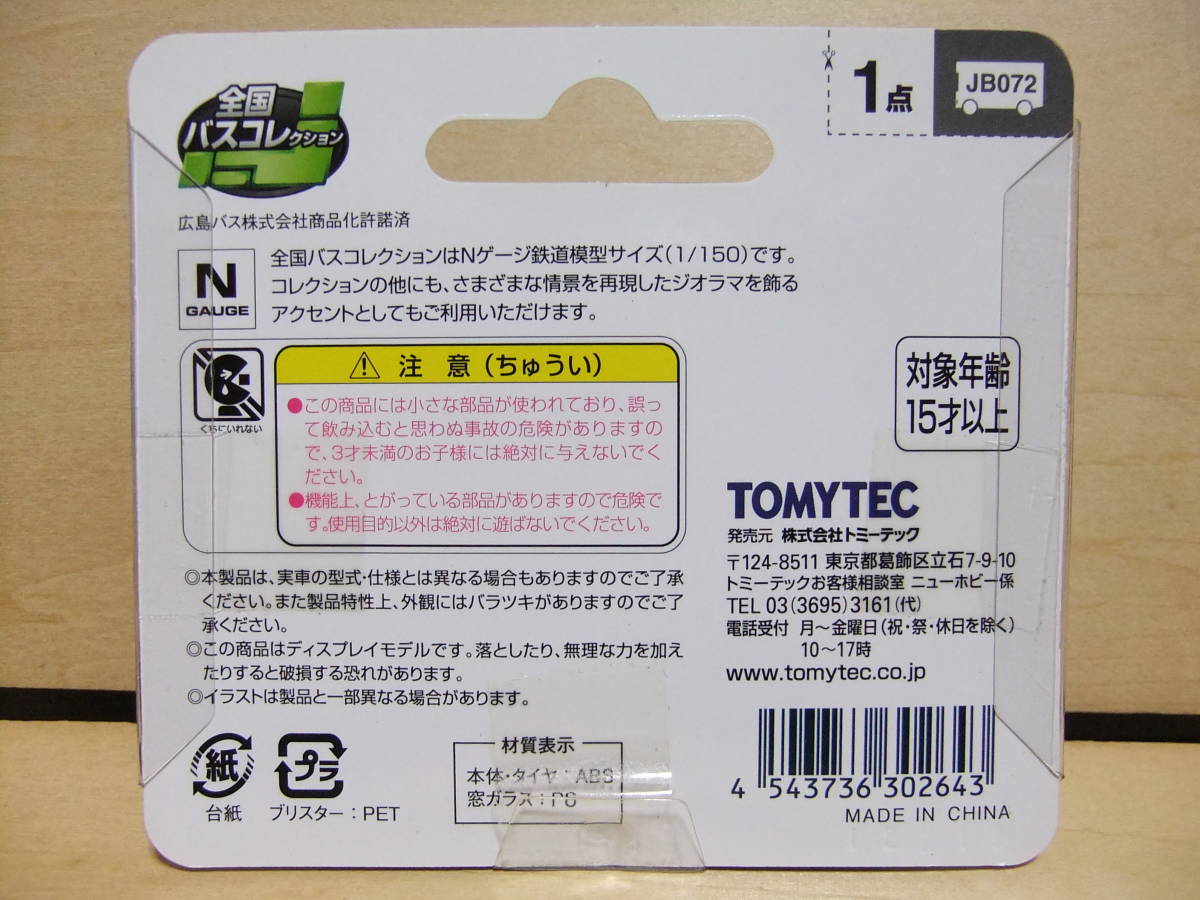 全国
バスコレクション
1点
JB072
広島バス株式会社商品化許諾済
N
GAUGE
全国バスコレクションはNゲージ鉄道模型サイズ(1/150)です。
コレクションの他にも、さまざまな情景を再現したジオラマを飾る
アクセントとしてもご利用いただけます。
くちにいれない
注 意(ちゅうい)
●この商品には小さな部品が使われており、誤っ
て飲み込むと思わぬ事故の危険がありますの
で、3才未満のお子様には絶対に与えないでく
ださい。
●機能上、とがっている部品がありますので危険で
す。使用目的以外は絶対に遊ばないでください。
対象年齢
15才以上
◎本製品は、実車の型式・仕様とは異なる場合もありますのでご了承
ください。また製品特性上、外観にはバラツキがありますのでご了
承ください。
◎この商品はディスプレイモデルです。落としたり、無理な力を加え
たりすると破損する恐れがあります。
◎イラストは製品と一部異なる場合があります。
TOMYTEC
発売元 株式会社トミーテック
〒124-8511 東京都葛飾区立石7-9-10
トミーテックお客様相談室 ニューホビー係
TEL 03(3695)3161(代)
電話受付 月～金曜日(祝・祭・休日を除く)
10～17時
www.tomytec.co.jp
紙
台紙
プラ
ブリスター:PET
材質表示
本体・タイヤ:ABS
窓ガラス:PS
4 543736 302643
MADE IN CHINA